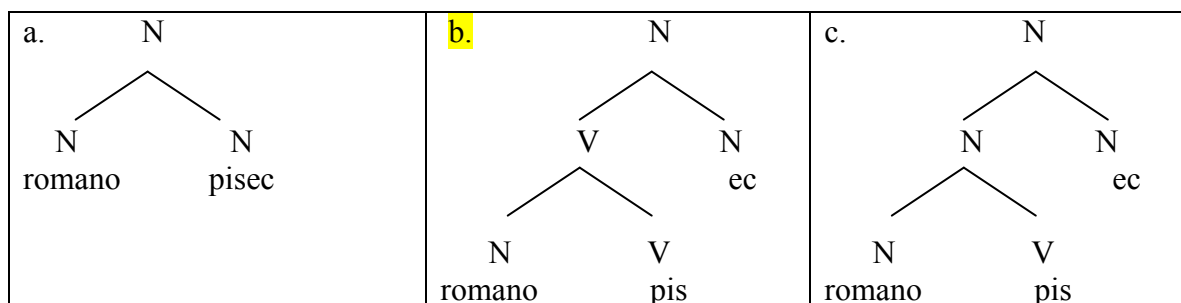 a. N
N N
romano pisec
b. N
V N
ec
N V
romano pis
c. N
N N
ec
N V
romano pis